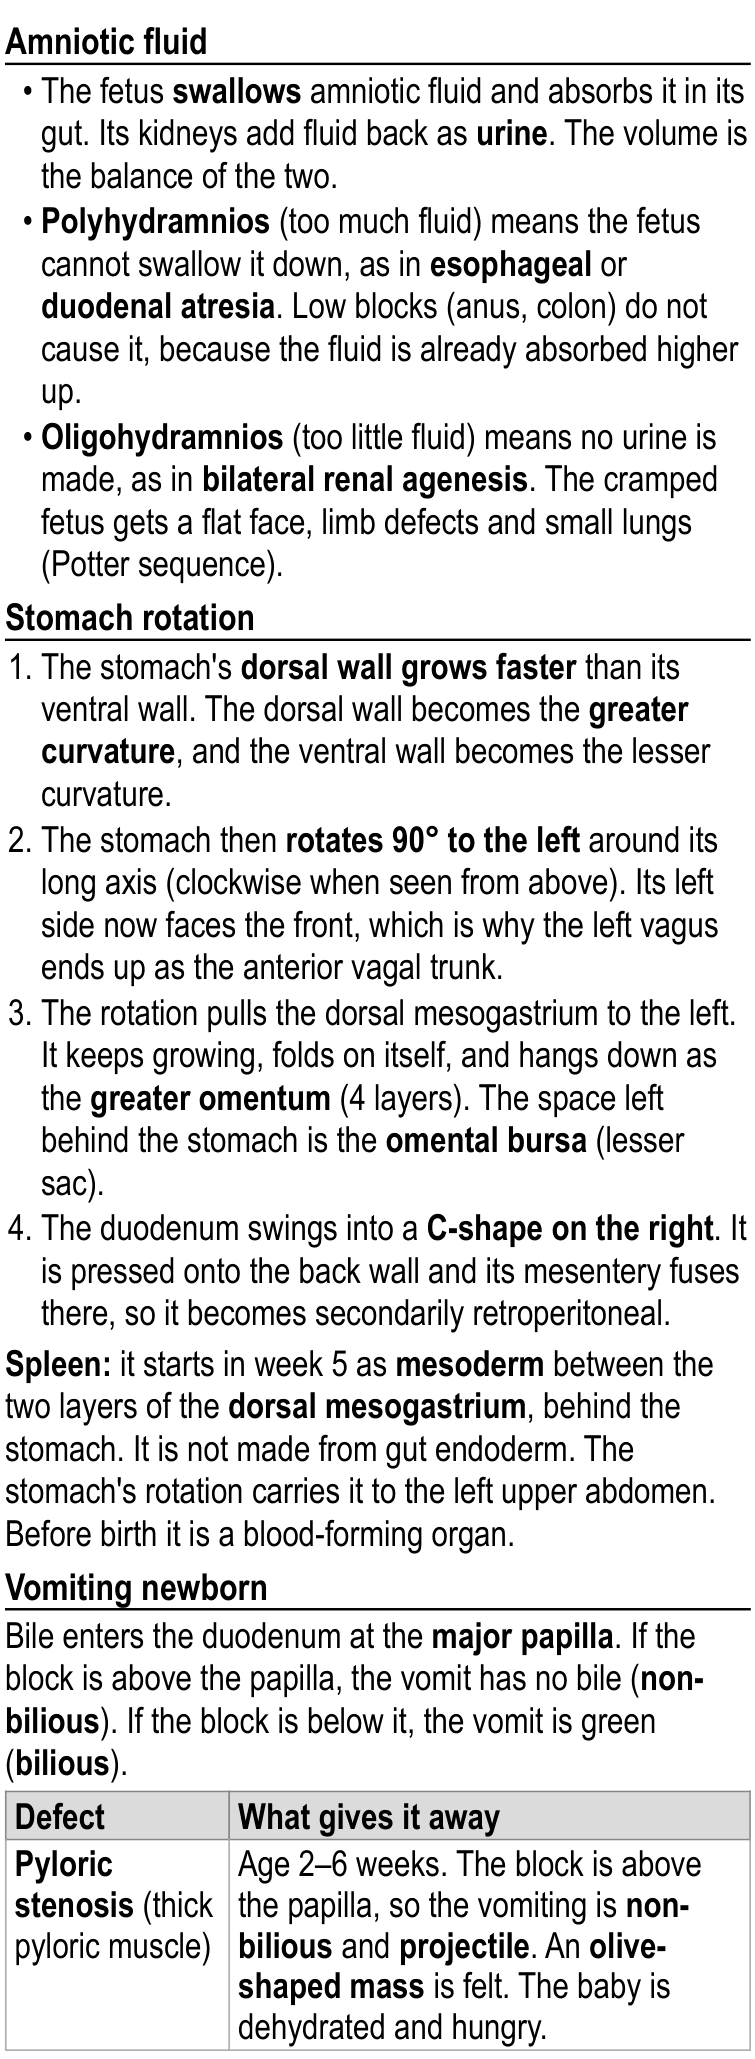 Amniotic fluid
• The fetus swallows amniotic fluid and absorbs it in its
gut. Its kidneys add fluid back as urine. The volume is
the balance of the two.
• Polyhydramnios (too much fluid) means the fetus
cannot swallow it down, as in esophageal or
duodenal atresia. Low blocks (anus, colon) do not
cause it, because the fluid is already absorbed higher
up.
• Oligohydramnios (too little fluid) means no urine is
made, as in bilateral renal agenesis. The cramped
fetus gets a flat face, limb defects and small lungs
(Potter sequence).
Stomach rotation
1. The stomach's dorsal wall grows faster than its
ventral wall. The dorsal wall becomes the greater
curvature, and the ventral wall becomes the lesser
curvature.
2. The stomach then rotates 90° to the left around its
long axis (clockwise when seen from above). Its left
side now faces the front, which is why the left vagus
ends up as the anterior vagal trunk.
3. The rotation pulls the dorsal mesogastrium to the left.
It keeps growing, folds on itself, and hangs down as
the greater omentum (4 layers). The space left
behind the stomach is the omental bursa (lesser
sac).
4. The duodenum swings into a C-shape on the right. It
is pressed onto the back wall and its mesentery fuses
there, so it becomes secondarily retroperitoneal.
Spleen: it starts in week 5 as mesoderm between the
two layers of the dorsal mesogastrium, behind the
stomach. It is not made from gut endoderm. The
stomach's rotation carries it to the left upper abdomen.
Before birth it is a blood-forming organ.
Vomiting newborn
Bile enters the duodenum at the major papilla. If the
block is above the papilla, the vomit has no bile (non-
bilious). If the block is below it, the vomit is green
(bilious).
Defect
What gives it away
Pyloric
stenosis (thick
pyloric muscle)
Age 2–6 weeks. The block is above
the papilla, so the vomiting is non-
bilious and projectile. An olive-
shaped mass is felt. The baby is
dehydrated and hungry.